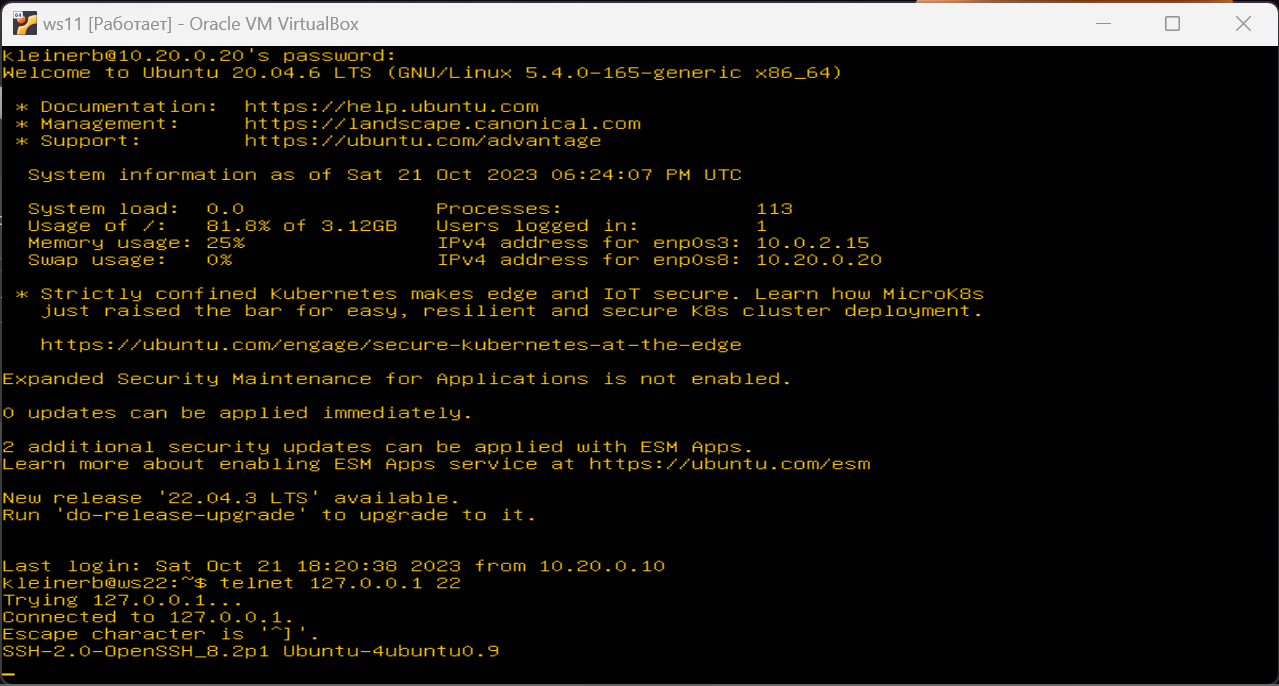 64
ws11 [Работает] - Oracle VM VirtualBox
kleinerb@10.20.0.20's password:
Welcome to Ubuntu 20.04.6 LTS (GNU/Linux 5.4.0-165-generic x86_64)
* Documentation:  https://help.ubuntu.com
* Management:     https://landscape.canonical.com
* Support:        https://ubuntu.com/advantage
System information as of Sat 21 Oct 2023 06:24:07 PM UTC
System load:  0.0                Processes:               113
Usage of /:   81.8% of 3.12GB   Users logged in:         1
Memory usage: 25%               IPv4 address for enp0s3: 10.0.2.15
Swap usage:   0%                IPv4 address for enp0s8: 10.20.0.20
* Strictly confined Kubernetes makes edge and IoT secure. Learn how MicroK8s
just raised the bar for easy, resilient and secure K8s cluster deployment.
https://ubuntu.com/engage/secure-kubernetes-at-the-edge
Expanded Security Maintenance for Applications is not enabled.
0 updates can be applied immediately.
2 additional security updates can be applied with ESM Apps.
Learn more about enabling ESM Apps service at https://ubuntu.com/esm
New release '22.04.3 LTS' available.
Run 'do-release-upgrade' to upgrade to it.
Last login: Sat Oct 21 18:20:38 2023 from 10.20.0.10
kleinerb@ws22:~$ telnet 127.0.0.1 22
Trying 127.0.0.1...
Connected to 127.0.0.1.
Escape character is '^]'.
SSH-2.0-OpenSSH_8.2p1 Ubuntu-4ubuntu0.9